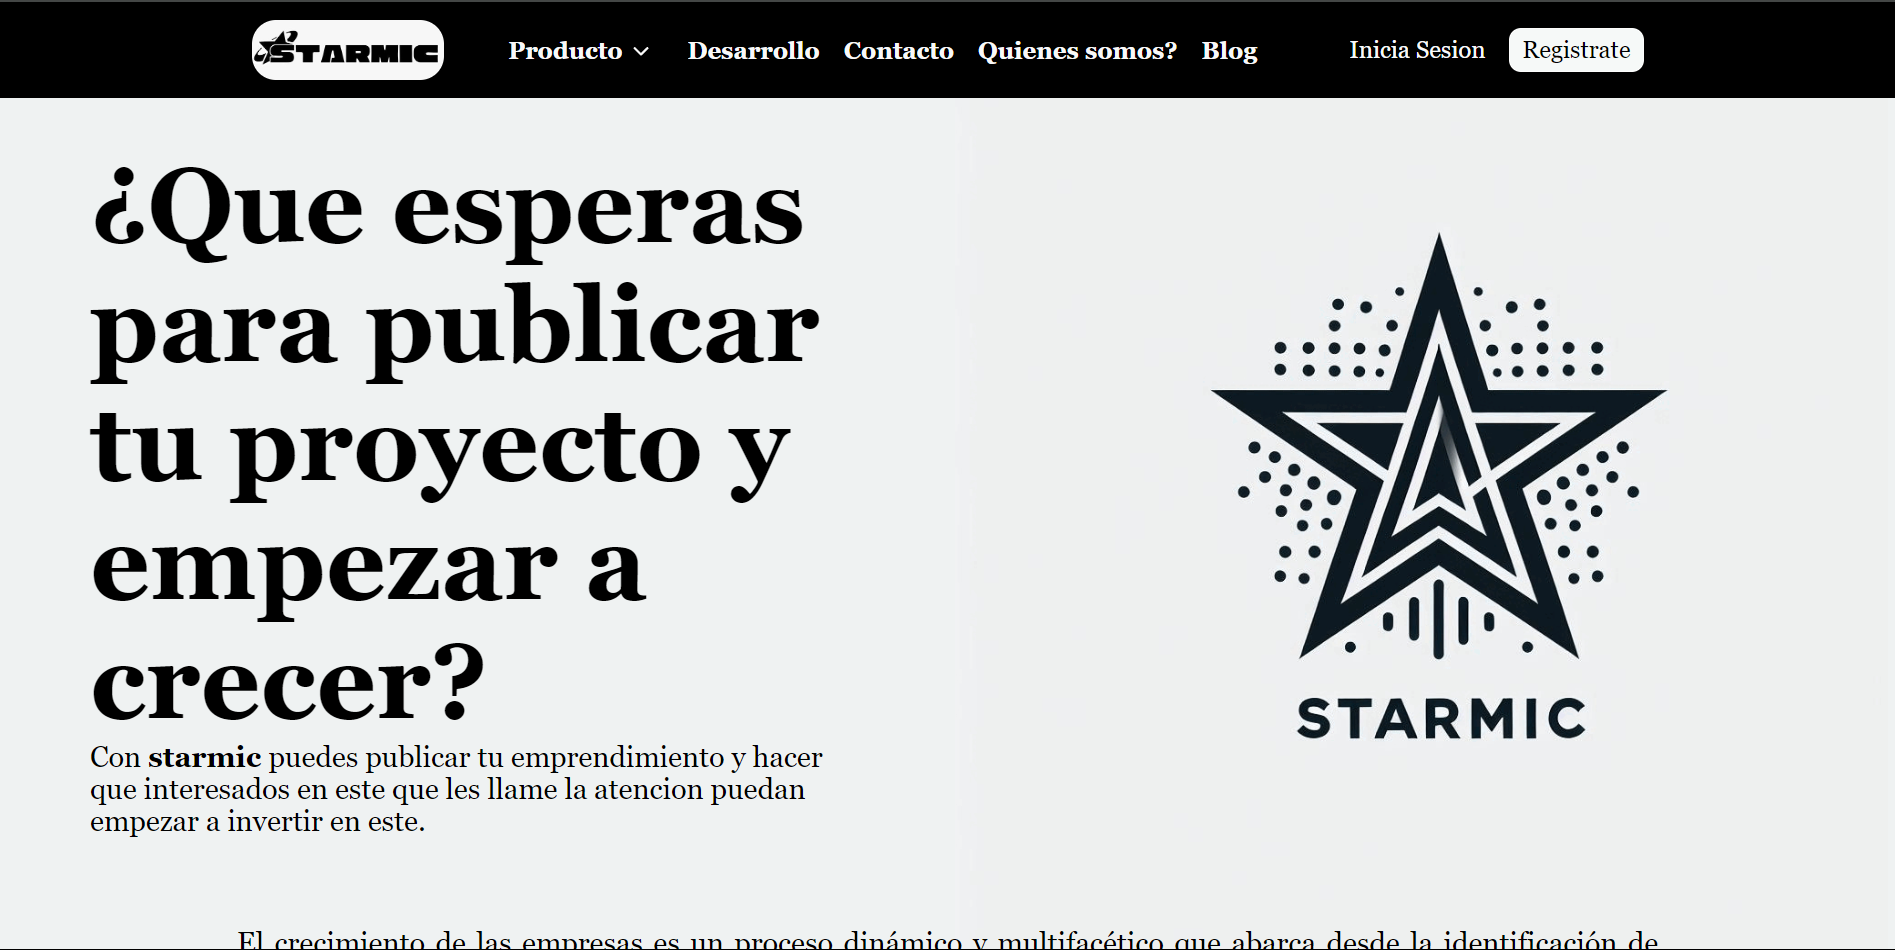 STARMIC
Producto Desarrollo Contacto Quienes somos? Blog Inicia Sesion Registrate
¿Que esperas
para publicar
tu proyecto y
empezar a
crecer?
Con starmic puedes publicar tu emprendimiento y hacer
que interesados en este que les llame la atencion puedan
empezar a invertir en este.
STARMIC
El crecimiento de las empresas es un proceso dinámico y multifacético que abarca desde la identificación de